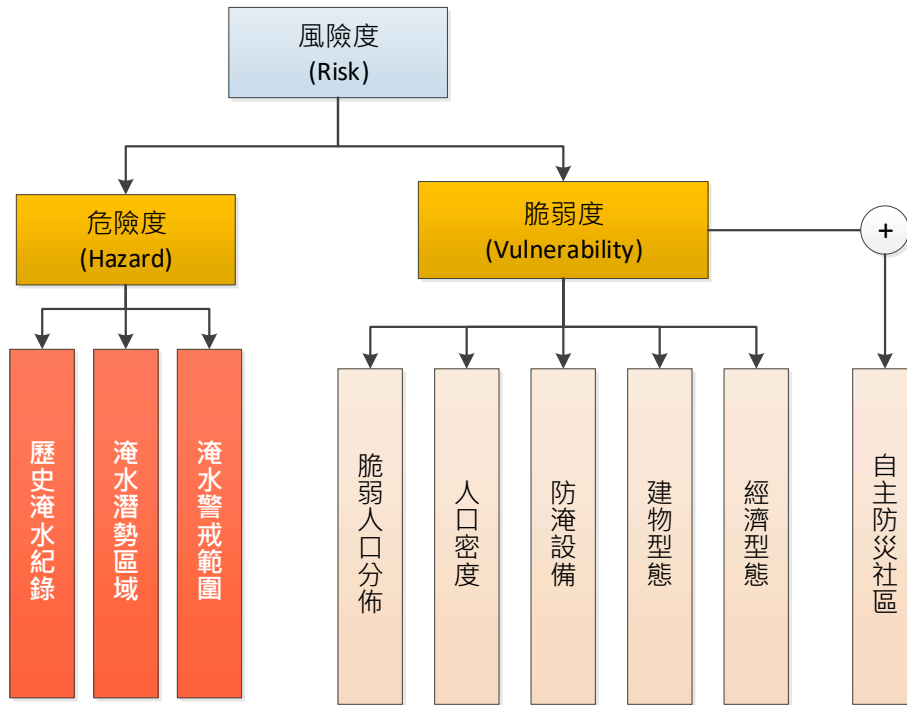 風險度
(Risk)
危險度
(Hazard)
脆弱度
(Vulnerability)
+
歷史淹水紀錄
淹水潛勢區域
淹水警戒範圍
脆弱人口分佈
人口密度
防淹設備
建物型態
經濟型態
自主防災社區